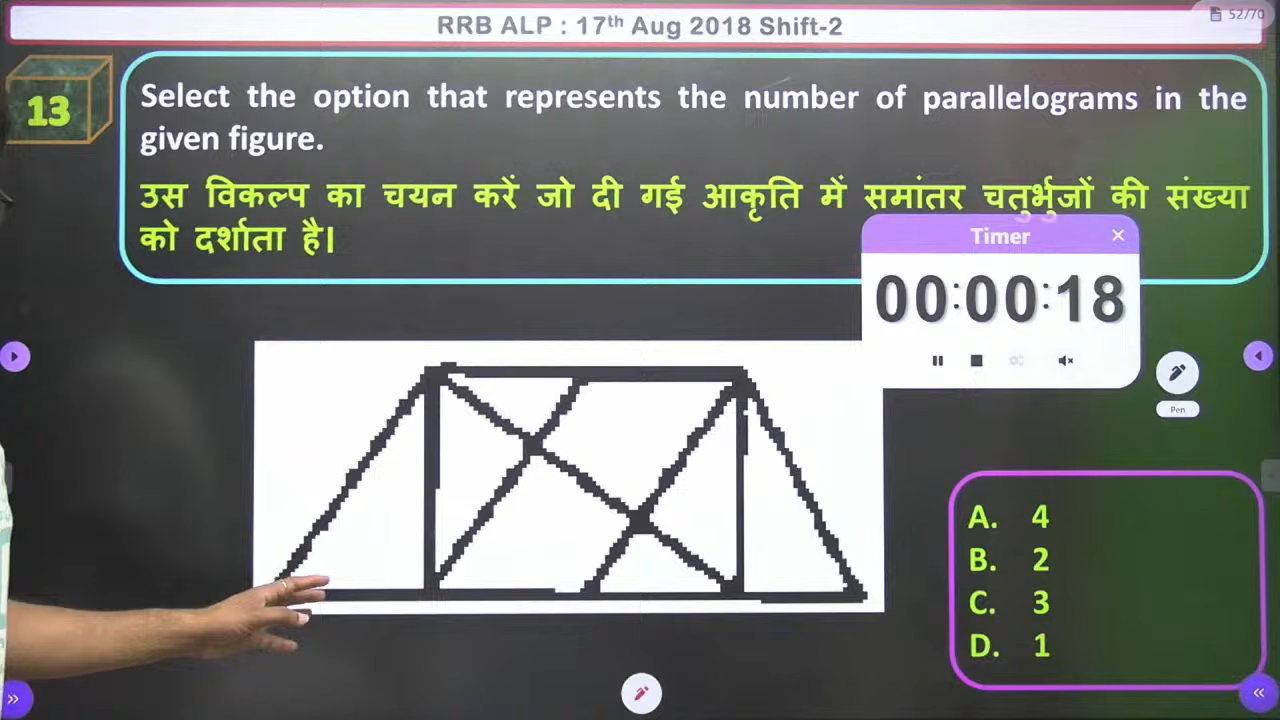 RRB ALP : 17th Aug 2018 Shift-2
52/70
13
Select the option that represents the number of parallelograms in the
given figure.
उस विकल्प का चयन करें जो दी गई आकृति में समांतर चतुर्भुजों की संख्या
को दर्शाता है।
Timer
00:00:18
Pen
A. 4
B. 2
C. 3
D. 1